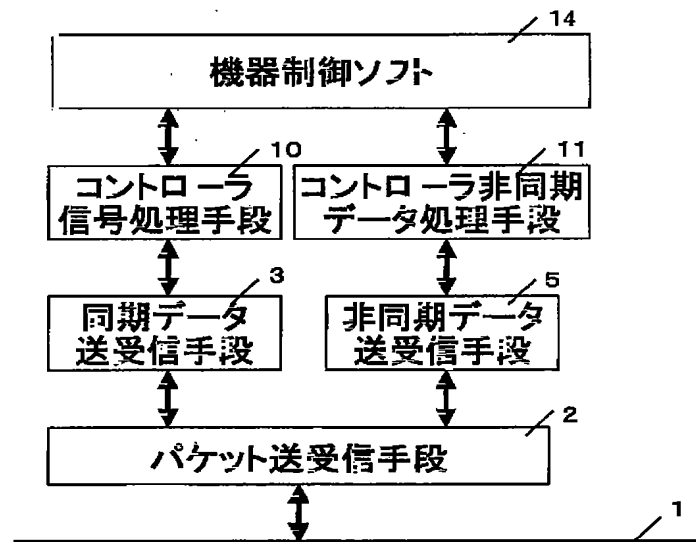 14
機器制御ソフト
10
コントローラ
信号処理手段
11
コントローラ非同期
データ処理手段
3
同期データ
送受信手段
5
非同期データ
送受信手段
2
パケット送受信手段
1